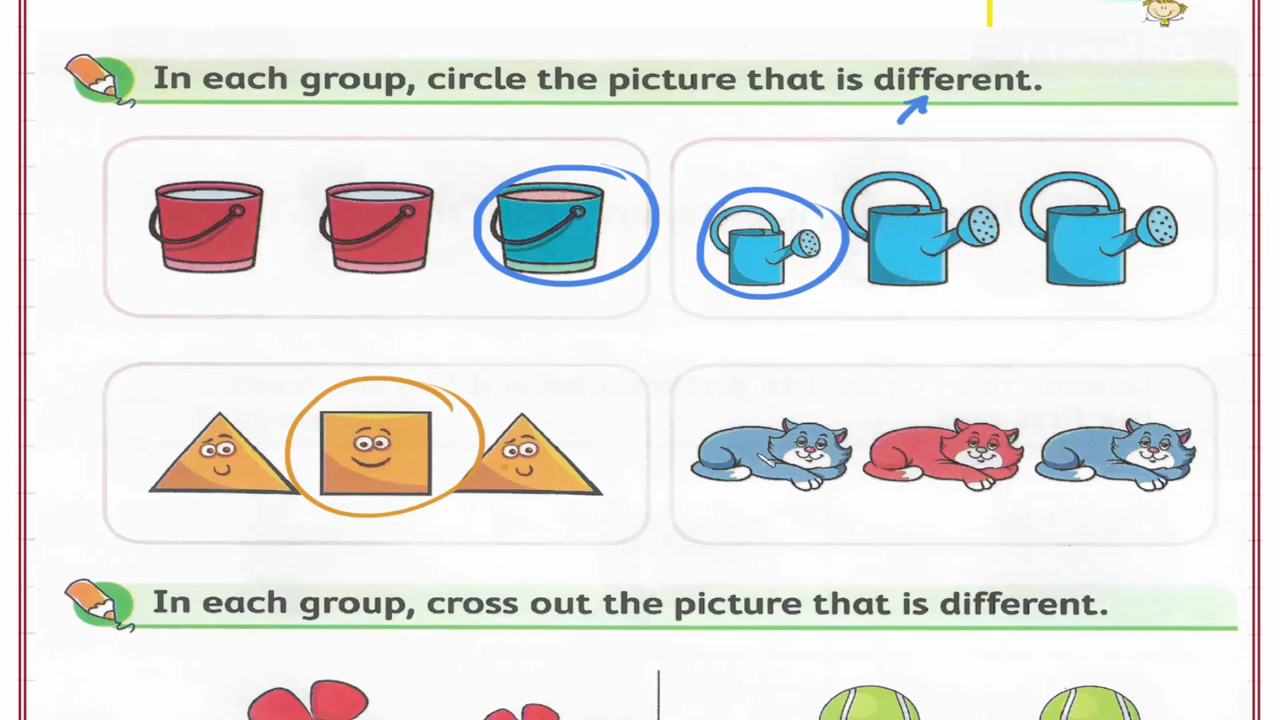 In each group, circle the picture that is different.
In each group, cross out the picture that is different.